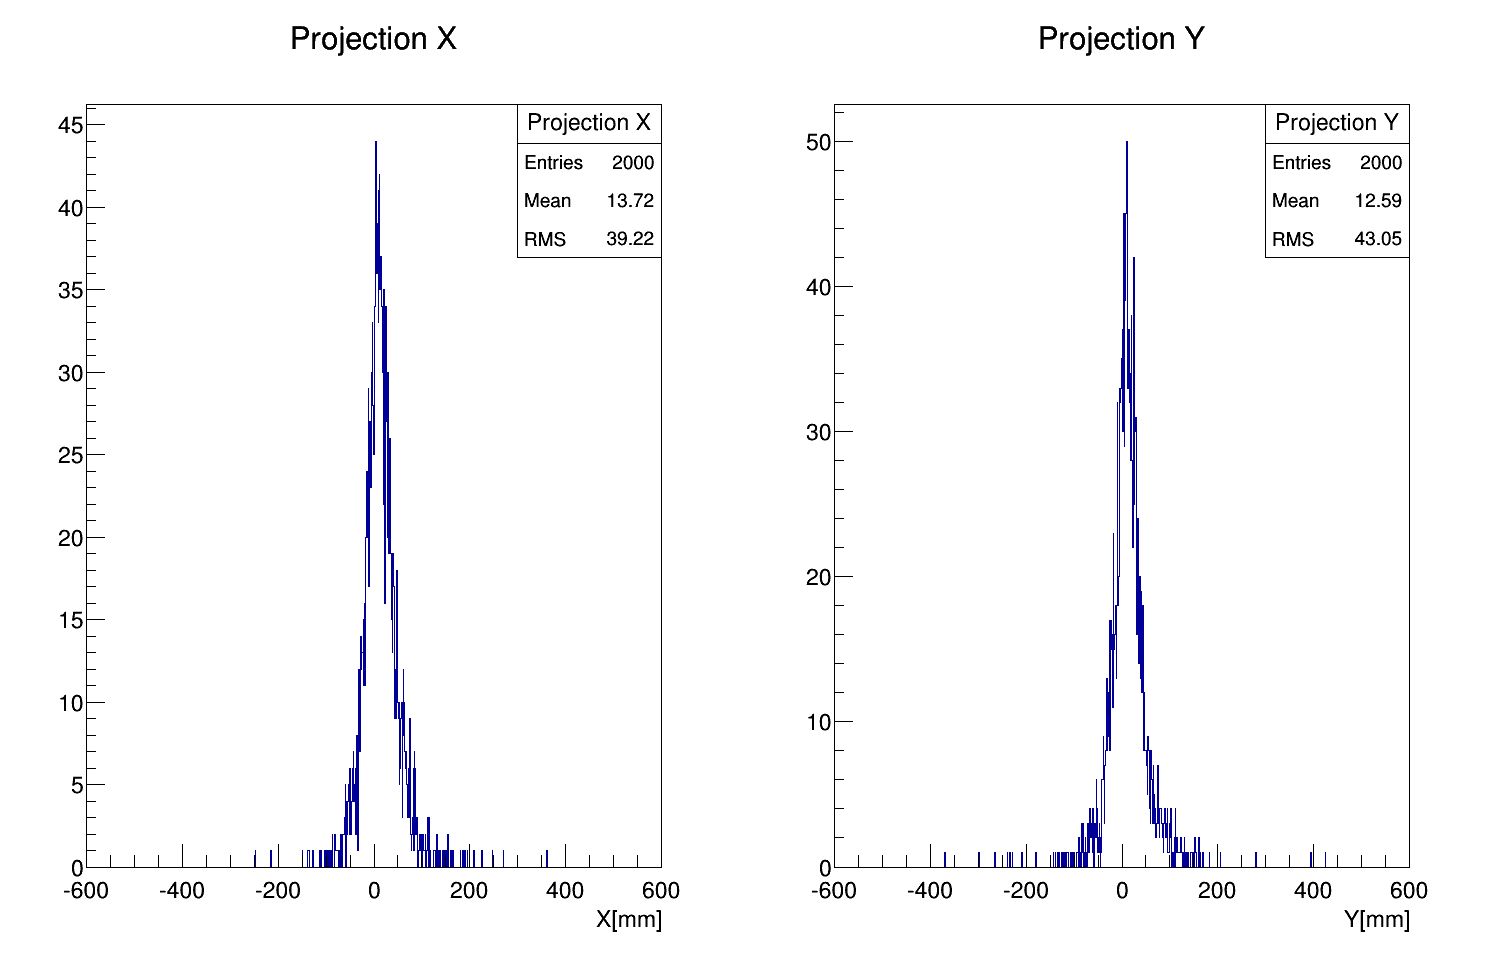 Projection X
Projection X
Entries 2000
Mean 13.72
RMS 39.22
45
40
35
30
25
20
15
10
5
0
-600 -400 -200 0 200 400 600
X[mm]
Projection Y
Projection Y
Entries 2000
Mean 12.59
RMS 43.05
50
40
30
20
10
0
-600 -400 -200 0 200 400 600
Y[mm]